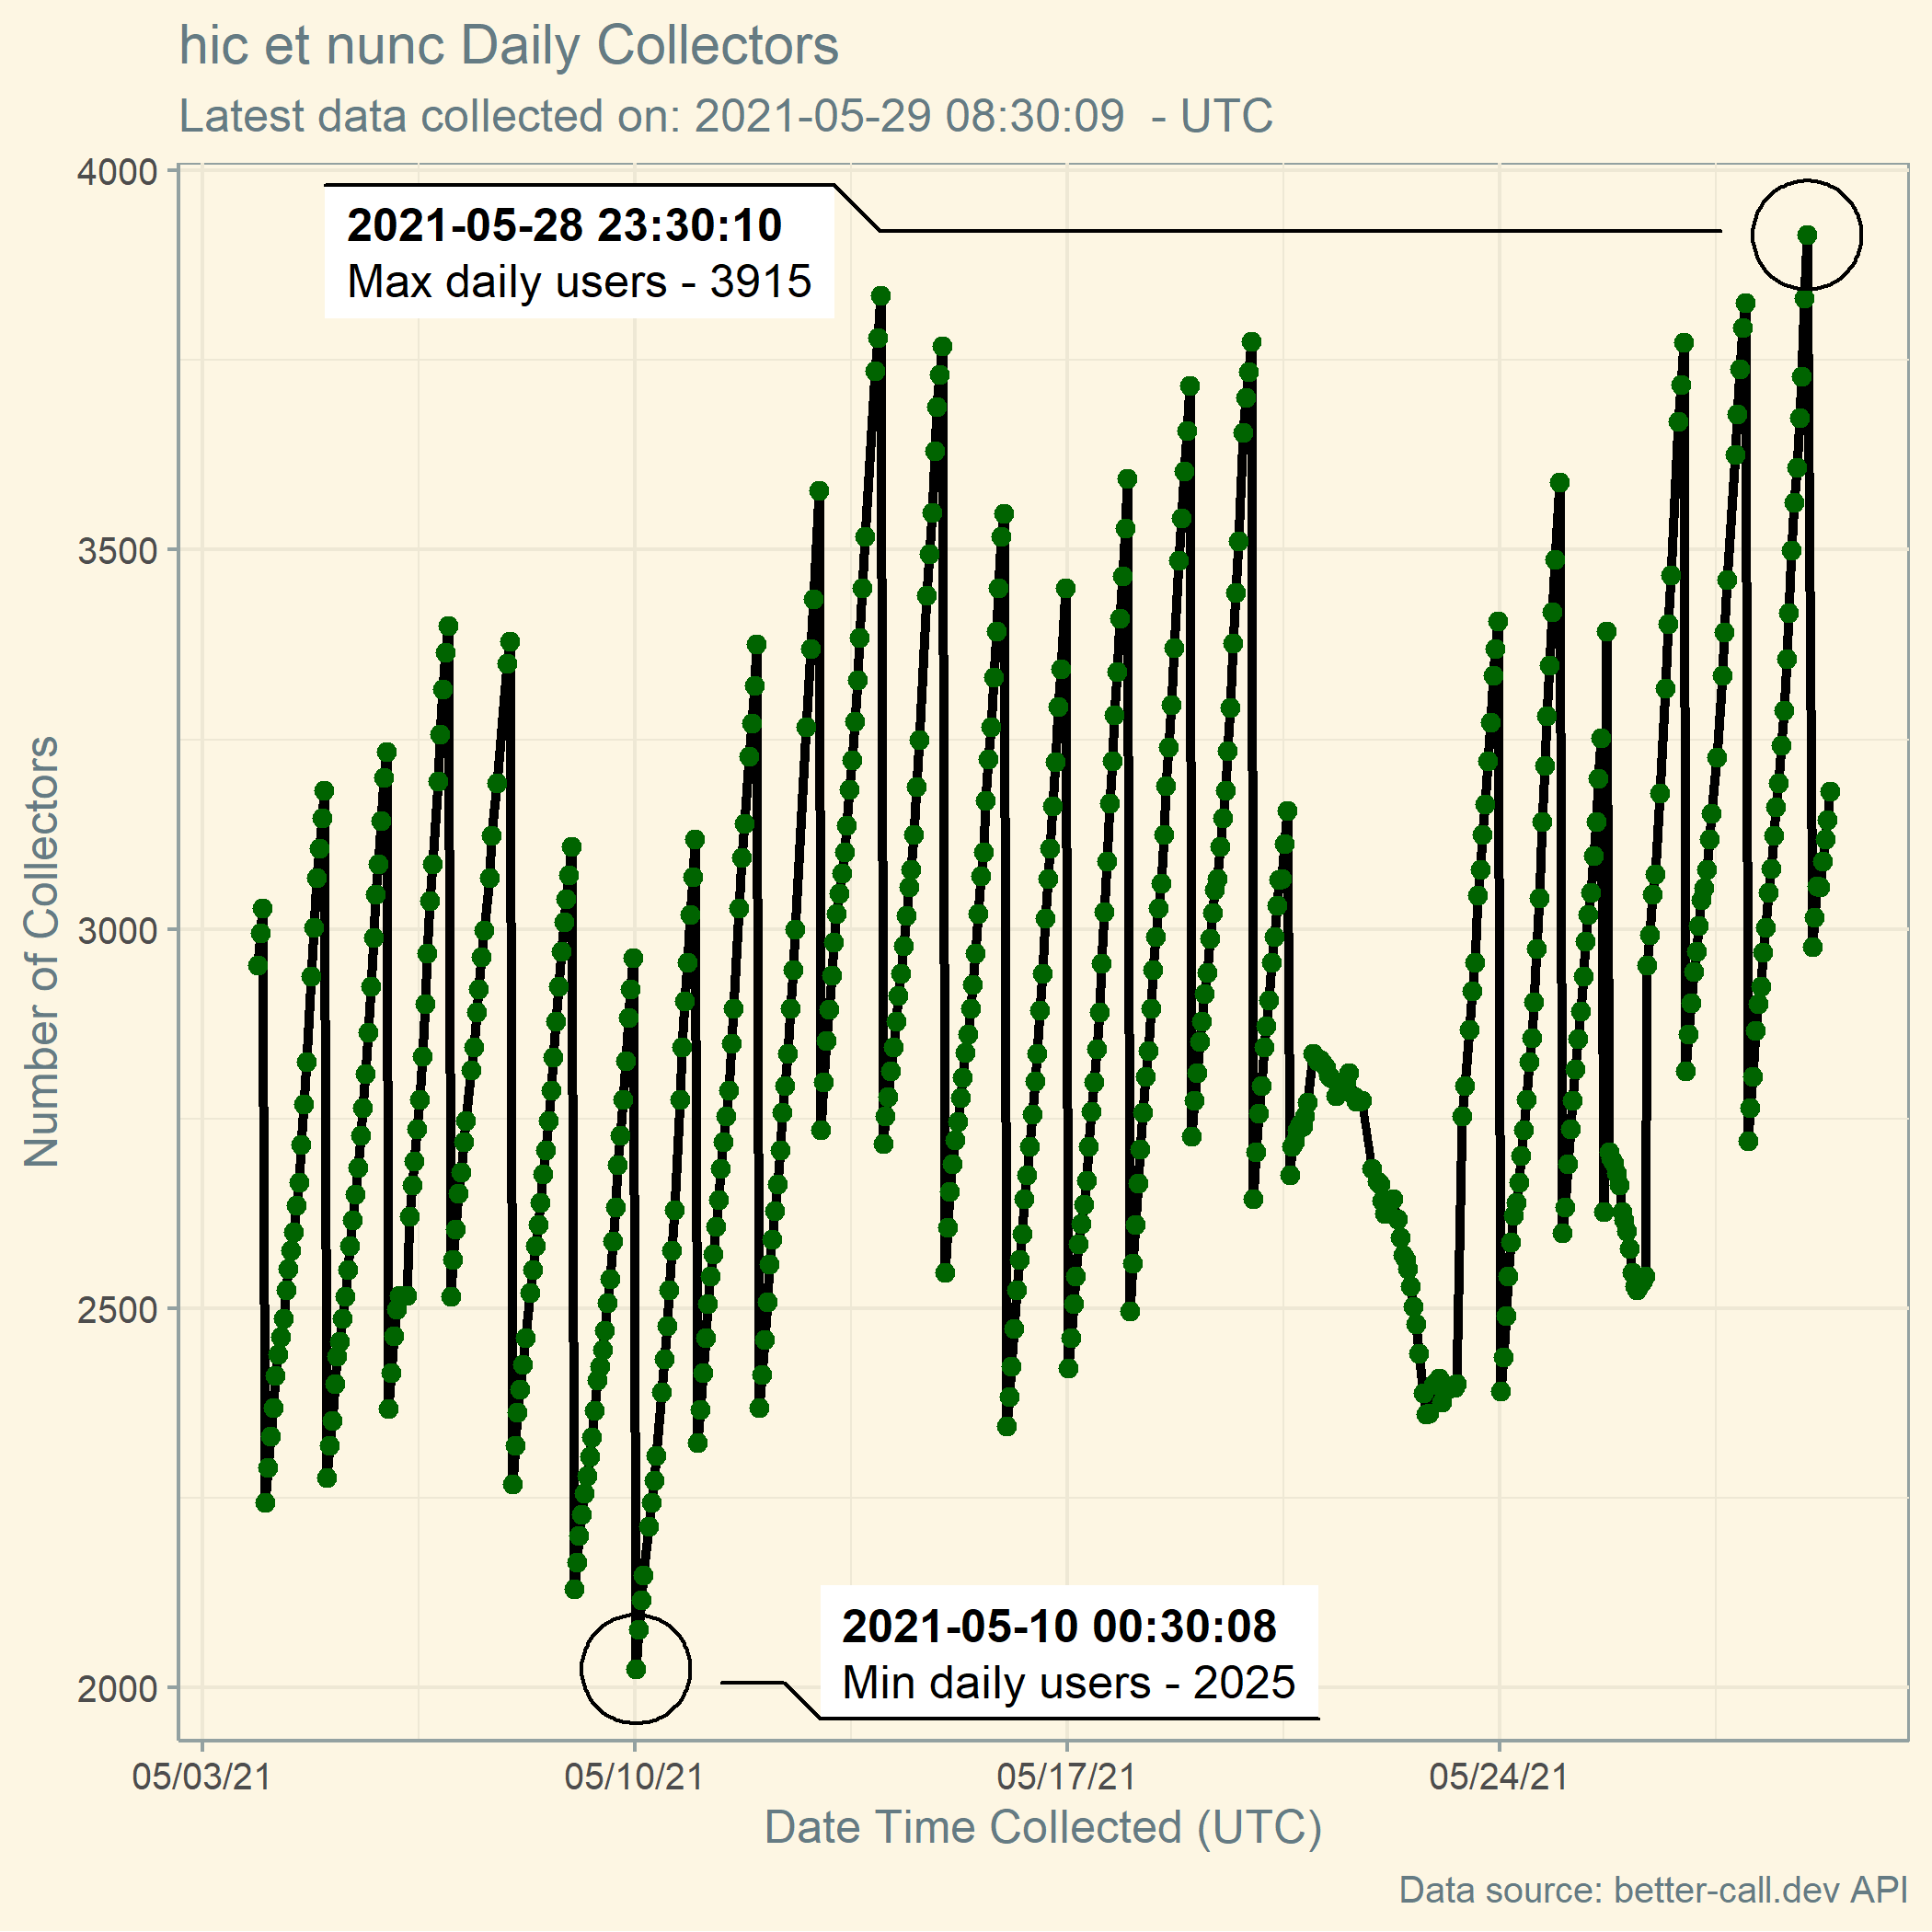 hic et nunc Daily Collectors
Latest data collected on: 2021-05-29 08:30:09  - UTC
4000
2021-05-28 23:30:10
Max daily users - 3915
3500
3000
Number of Collectors
2500
2021-05-10 00:30:08
Min daily users - 2025
2000
05/03/21
05/10/21
05/17/21
05/24/21
Date Time Collected (UTC)
Data source: better-call.dev API